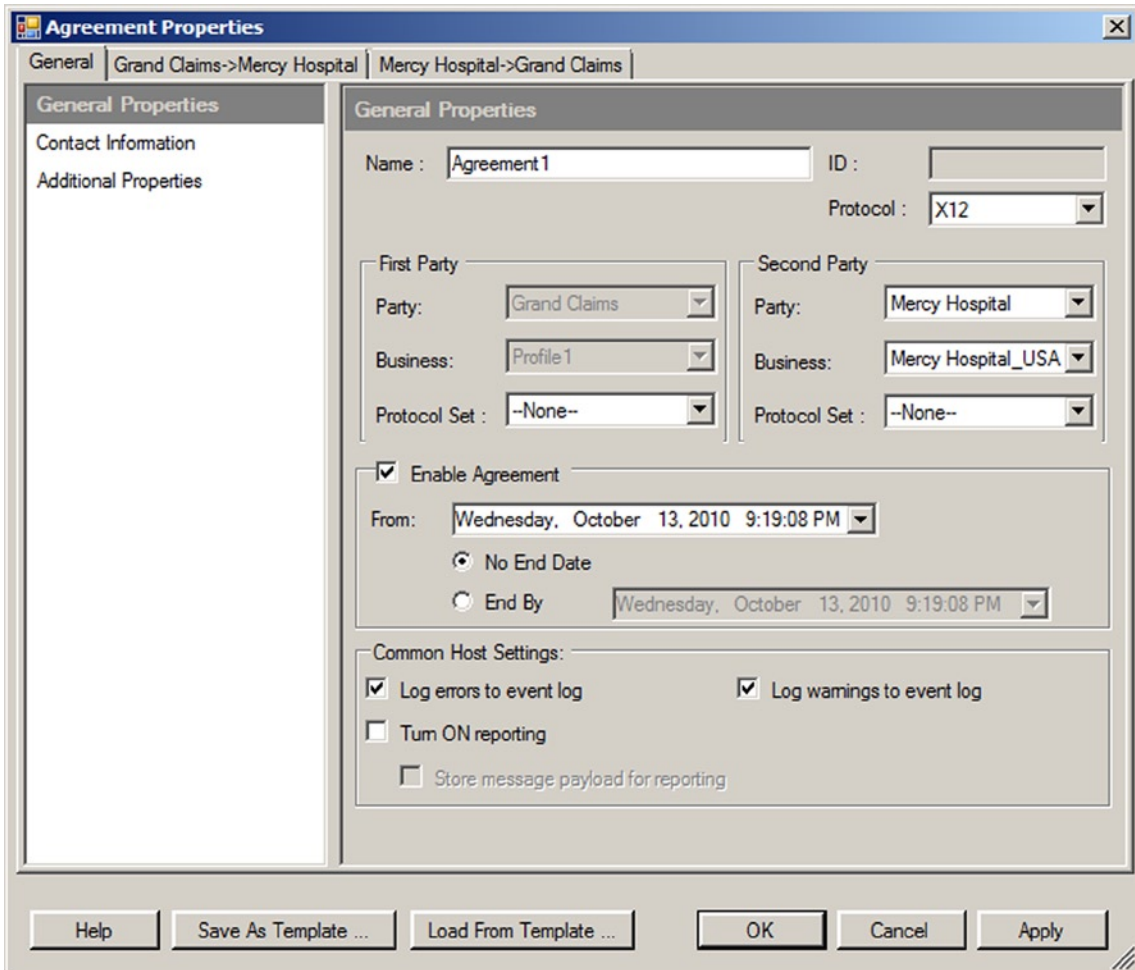 Agreement Properties
General Grand Claims->Mercy Hospital Mercy Hospital->Grand Claims
General Properties
Contact Information
Additional Properties
General Properties
Name : Agreement1 ID :
Protocol : X12
First Party
Party: Grand Claims
Business: Profile1
Protocol Set : --None--
Second Party
Party: Mercy Hospital
Business: Mercy Hospital_USA
Protocol Set : --None--
Enable Agreement
From: Wednesday, October 13, 2010 9:19:08 PM
No End Date
End By Wednesday, October 13, 2010 9:19:08 PM
Common Host Settings:
Log errors to event log Log warnings to event log
Turn ON reporting
Store message payload for reporting
Help Save As Template ... Load From Template ... OK Cancel Apply